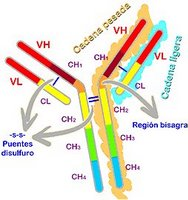 Cadena pesada
Cadena ligera
VH
VH
VL
VL
CH1
CH1
CL
CL
-s-s-
Puentes
disulfuro
Región bisagra
CH2
CH2
CH3
CH3
CH4
CH4